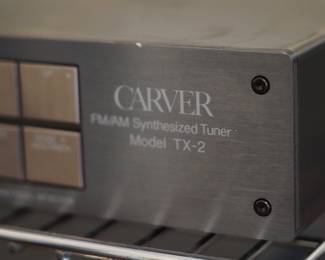 CARVER
FM/AM Synthesized Tuner
Model TX-2